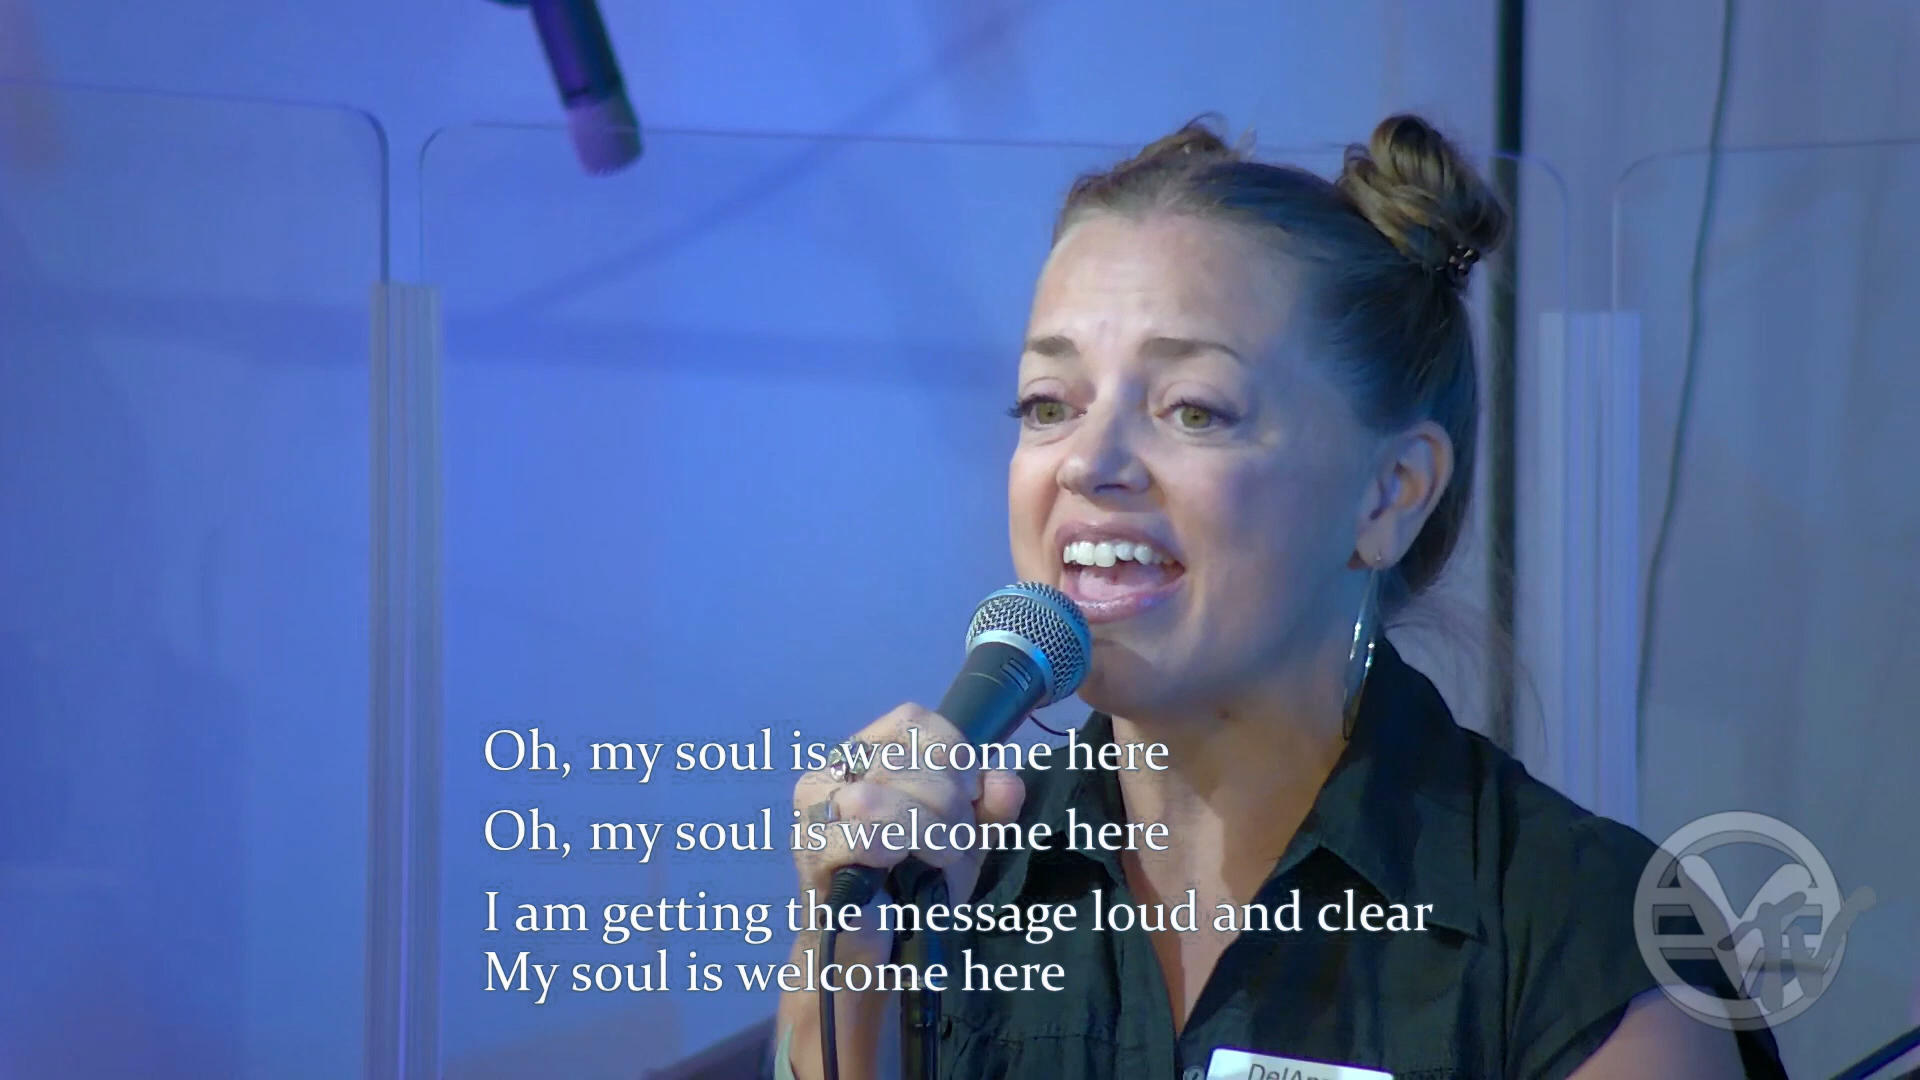 Oh, my soul is welcome here
Oh, my soul is welcome here
I am getting the message loud and clear
My soul is welcome here